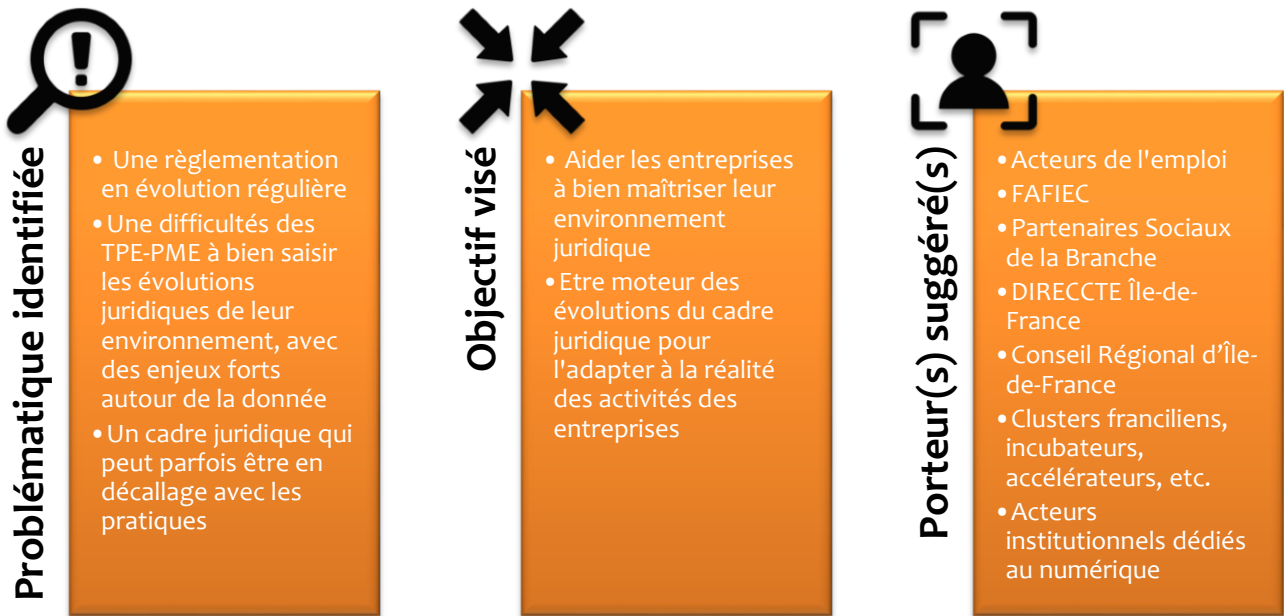 Problématique identifiée
• Une règlementation
en évolution régulière
• Une difficultés des
TPE-PME à bien saisir
les évolutions
juridiques de leur
environnement, avec
des enjeux forts
autour de la donnée
• Un cadre juridique qui
peut parfois être en
décallage avec les
pratiques
Objectif visé
• Aider les entreprises
à bien maîtriser leur
environnement
juridique
• Etre moteur des
évolutions du cadre
juridique pour
l'adapter à la réalité
des activités des
entreprises
Porteur(s) suggéré(s)
• Acteurs de l'emploi
• FAFIEC
• Partenaires Sociaux
de la Branche
• DIRECCTE Île-de-
France
• Conseil Régional d’Île-
de-France
• Clusters franciliens,
incubateurs,
accélérateurs, etc.
• Acteurs
institutionnels dédiés
au numérique